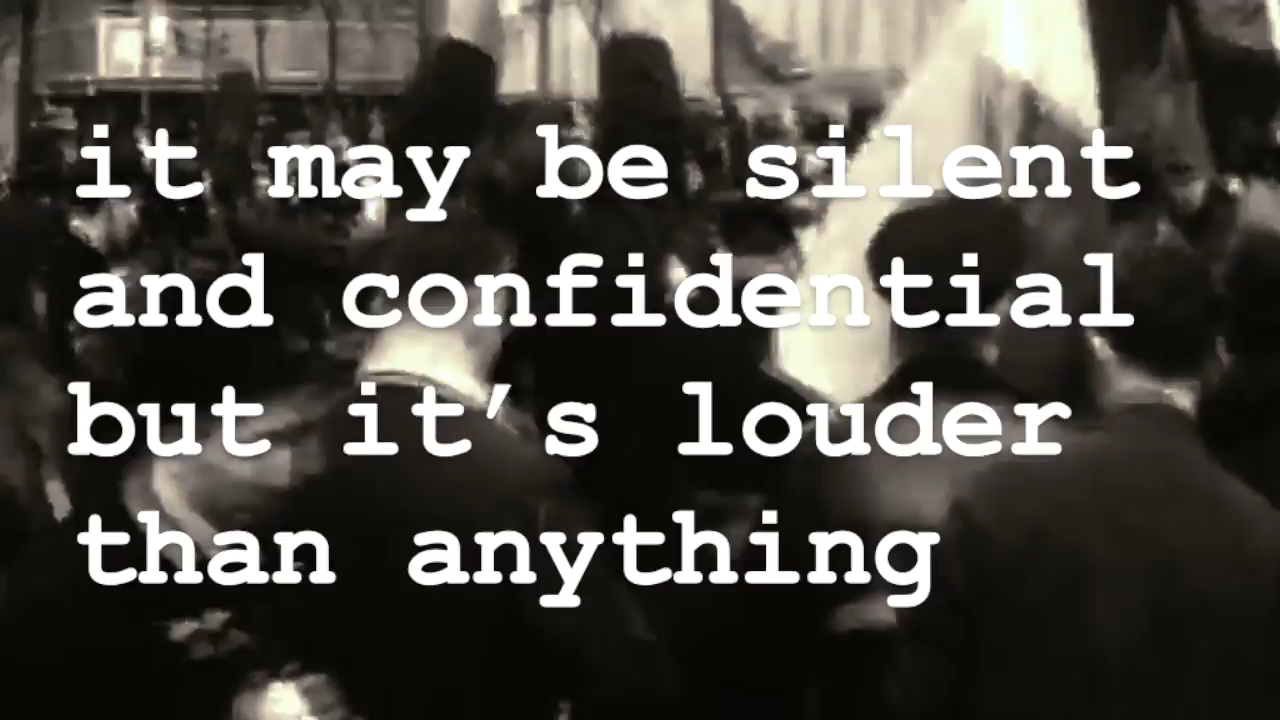 it may be silent
and confidential
but it’s louder
than anything